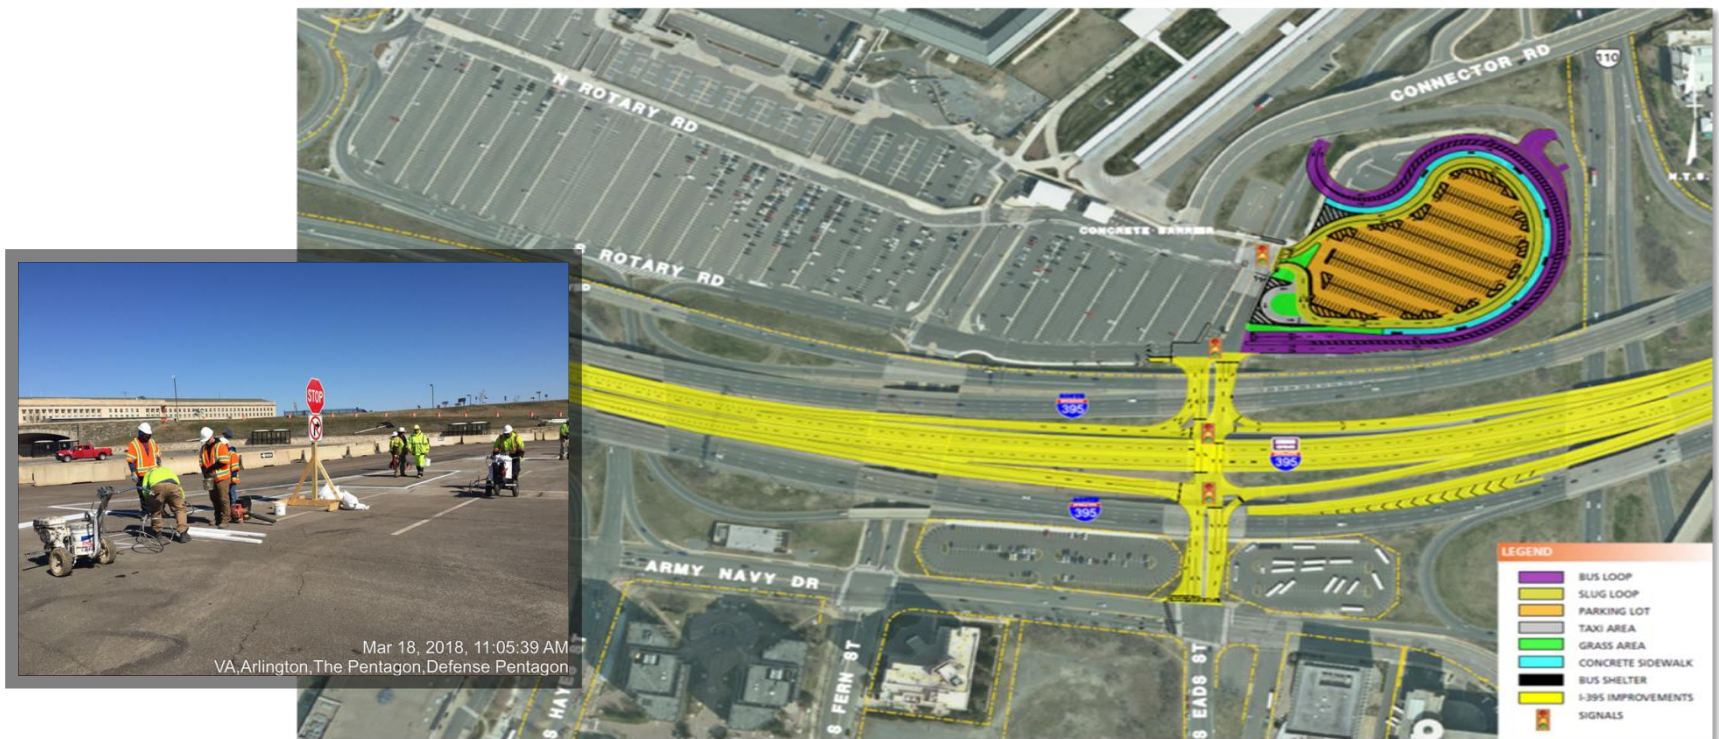 N ROTARY RD
S ROTARY RD
CONNECTOR RD
110
N.T.S.
CONCRETE BARRIER
395
395
395
ARMY NAVY DR
S HAYES ST
S FERN ST
S EADS ST
STOP
Mar 18, 2018, 11:05:39 AM
VA,Arlington,The Pentagon,Defense Pentagon
LEGEND
BUS LOOP
SLUG LOOP
PARKING LOT
TAXI AREA
GRASS AREA
CONCRETE SIDEWALK
BUS SHELTER
I-395 IMPROVEMENTS
SIGNALS